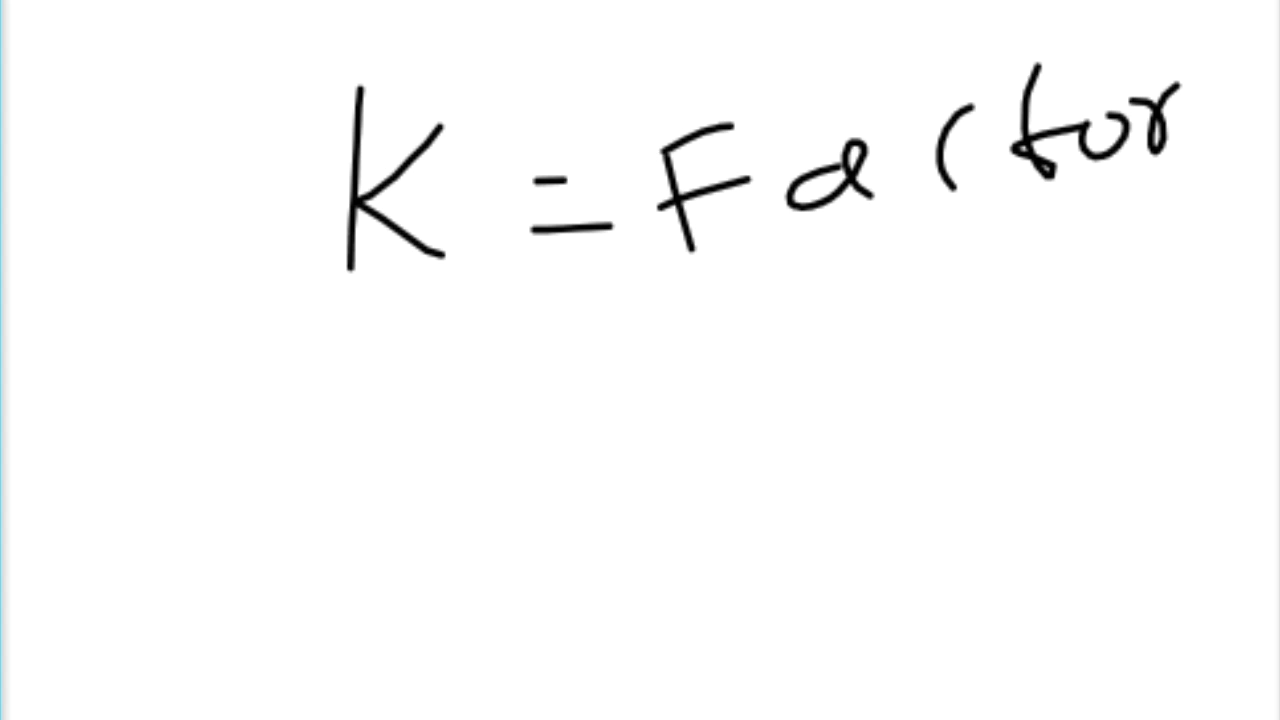 K = Factor